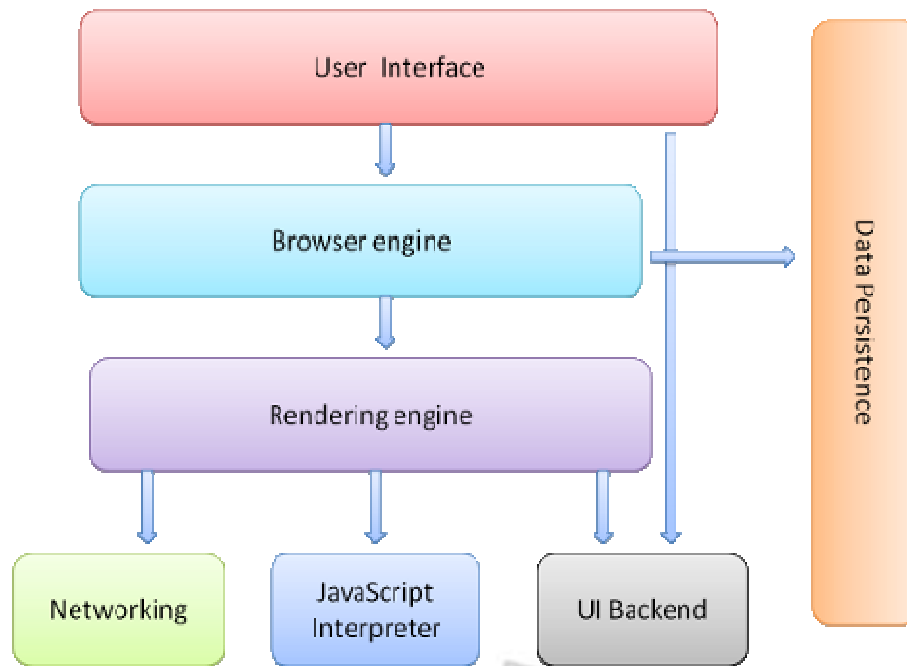 User Interface
Browser engine
Data Persistence
Rendering engine
Networking
JavaScript
Interpreter
UI Backend